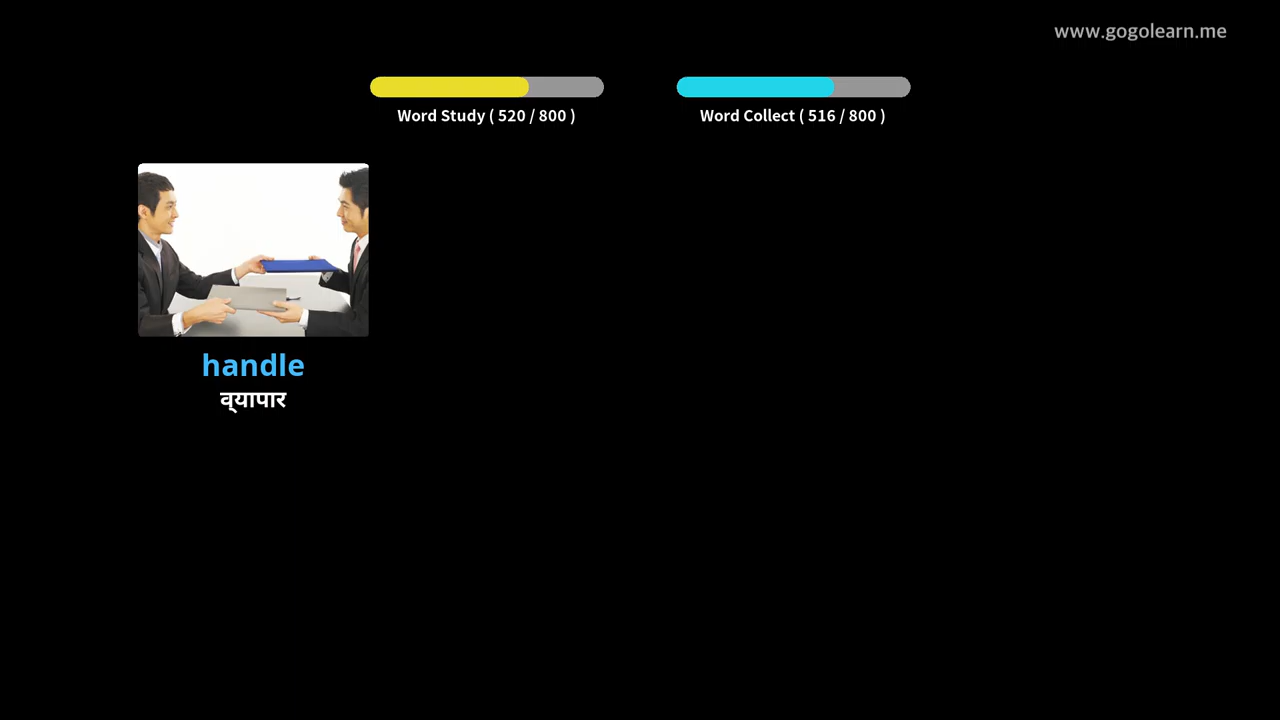 www.gogolearn.me
Word Study ( 520 / 800 )
Word Collect ( 516 / 800 )
handle
व्यापार